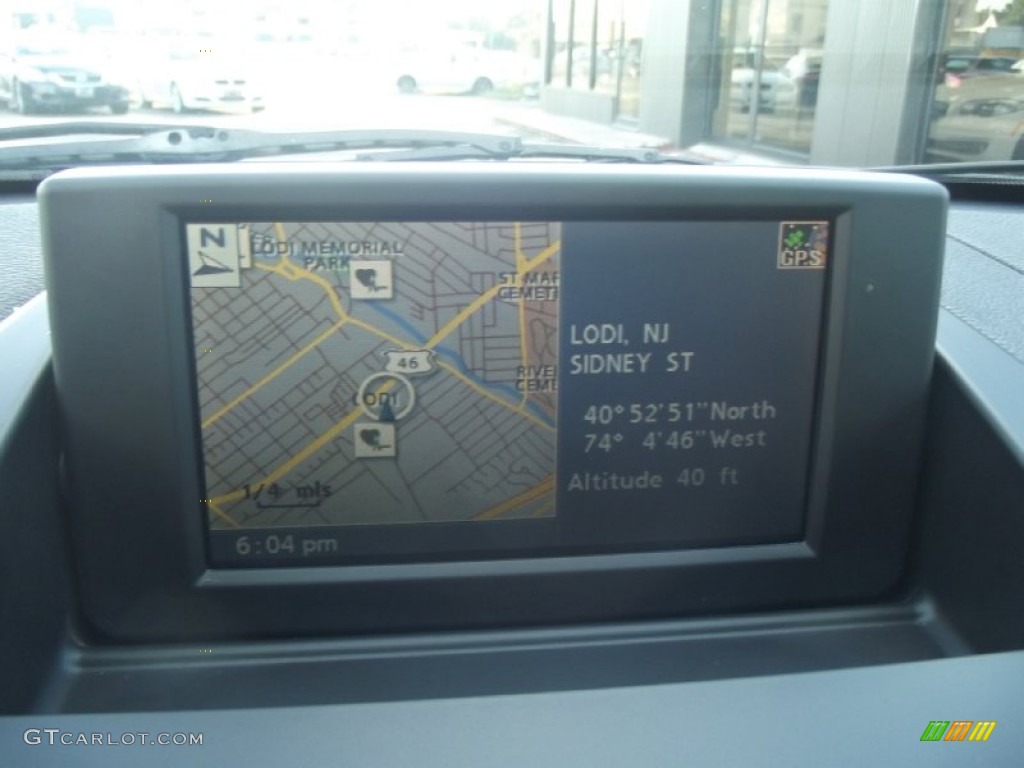 N
LODI MEMORIAL
PARK
ST MAR
CEMETE
GPS
46
LODI, NJ
SIDNEY ST
RIVE
CEME
LODI
40°52'51"North
74° 4'46"West
Altitude 40 ft
1/4 mls
6:04 pm
GTCARLOT.COM